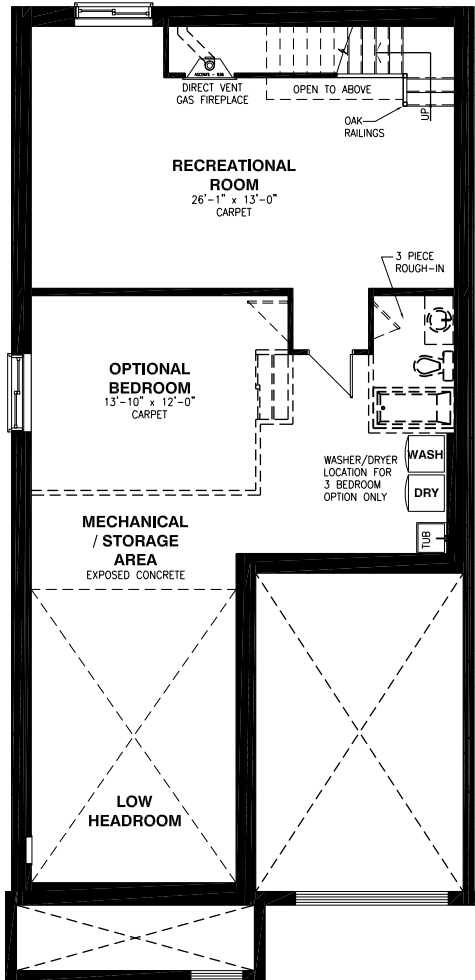 DIRECT VENT
GAS FIREPLACE
OPEN TO ABOVE
OAK
RAILINGS
UP
RECREATIONAL
ROOM
26'-1" x 13'-0"
CARPET
3 PIECE
ROUGH-IN
OPTIONAL
BEDROOM
13'-10" x 12'-0"
CARPET
WASHER/DRYER
LOCATION FOR
3 BEDROOM
OPTION ONLY
WASH
DRY
TUB
MECHANICAL
/ STORAGE
AREA
EXPOSED CONCRETE
LOW
HEADROOM